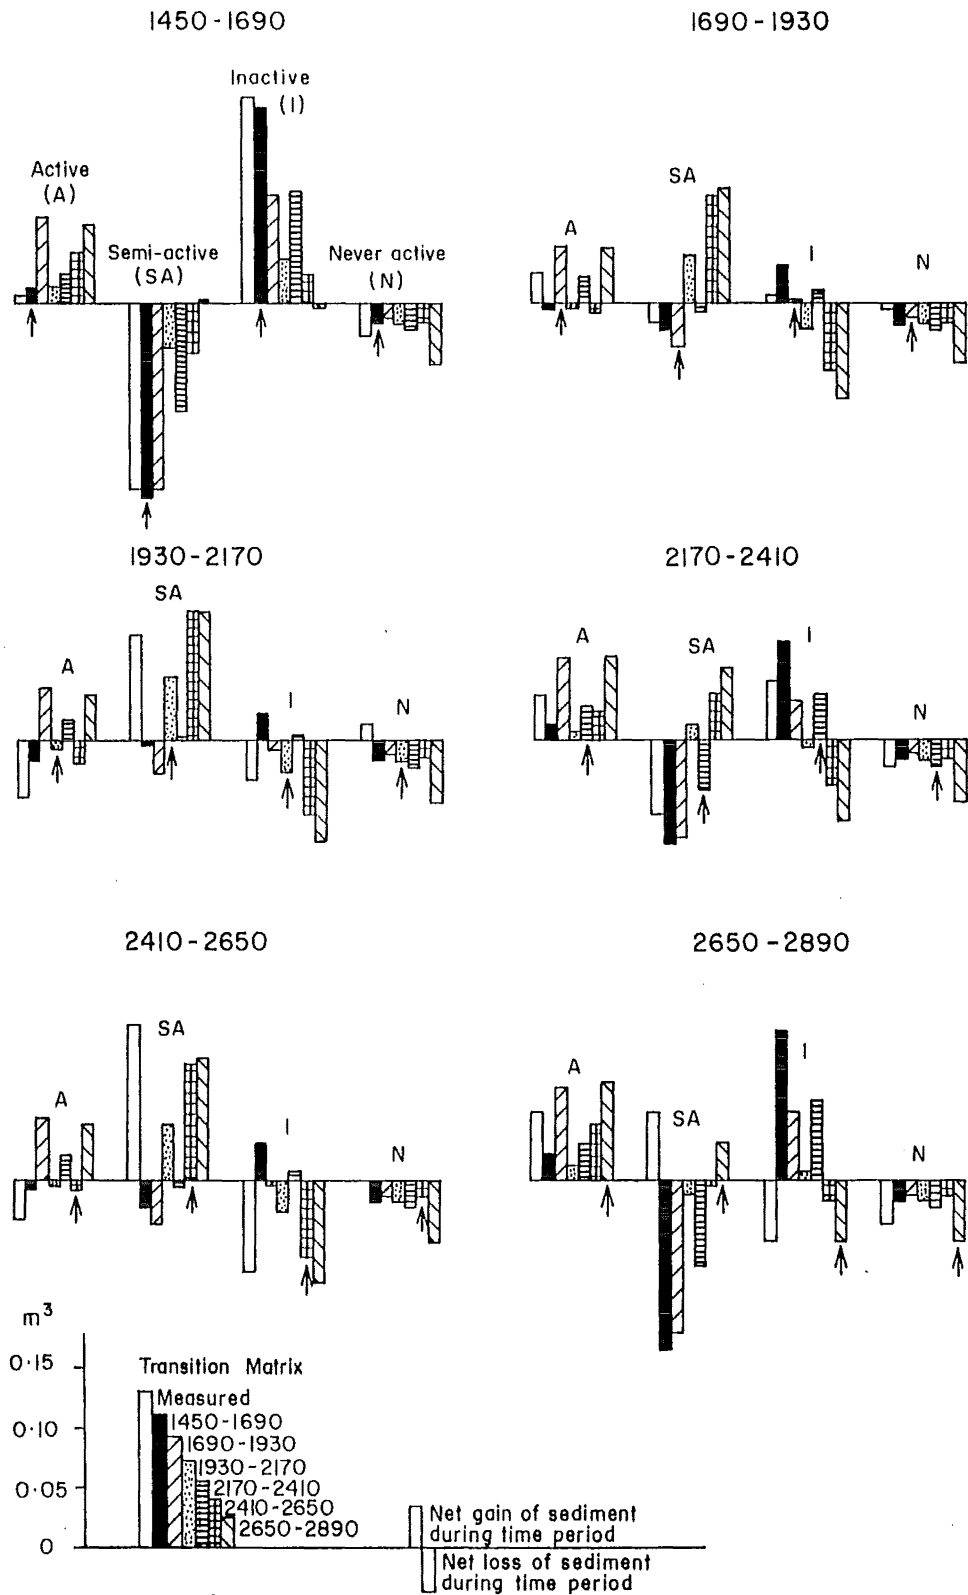 1450-1690
1690-1930
Inactive
(I)
Active
(A)
Semi-active
(SA)
Never active
(N)
A
SA
I
N
1930-2170
2170-2410
A
SA
I
N
A
SA
I
N
2410-2650
2650-2890
A
SA
I
N
A
SA
I
N
m³
0·15
0·10
0·05
0
Transition Matrix
Measured
1450-1690
1690-1930
1930-2170
2170-2410
2410-2650
2650-2890
Net gain of sediment
during time period
Net loss of sediment
during time period